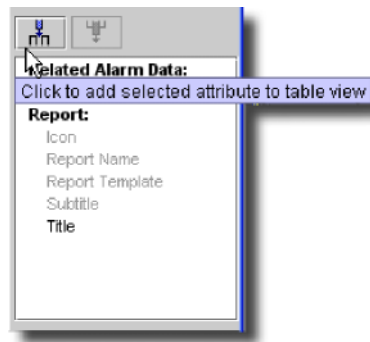 Related Alarm Data:
Click to add selected attribute to table view
Report:
Icon
Report Name
Report Template
Subtitle
Title